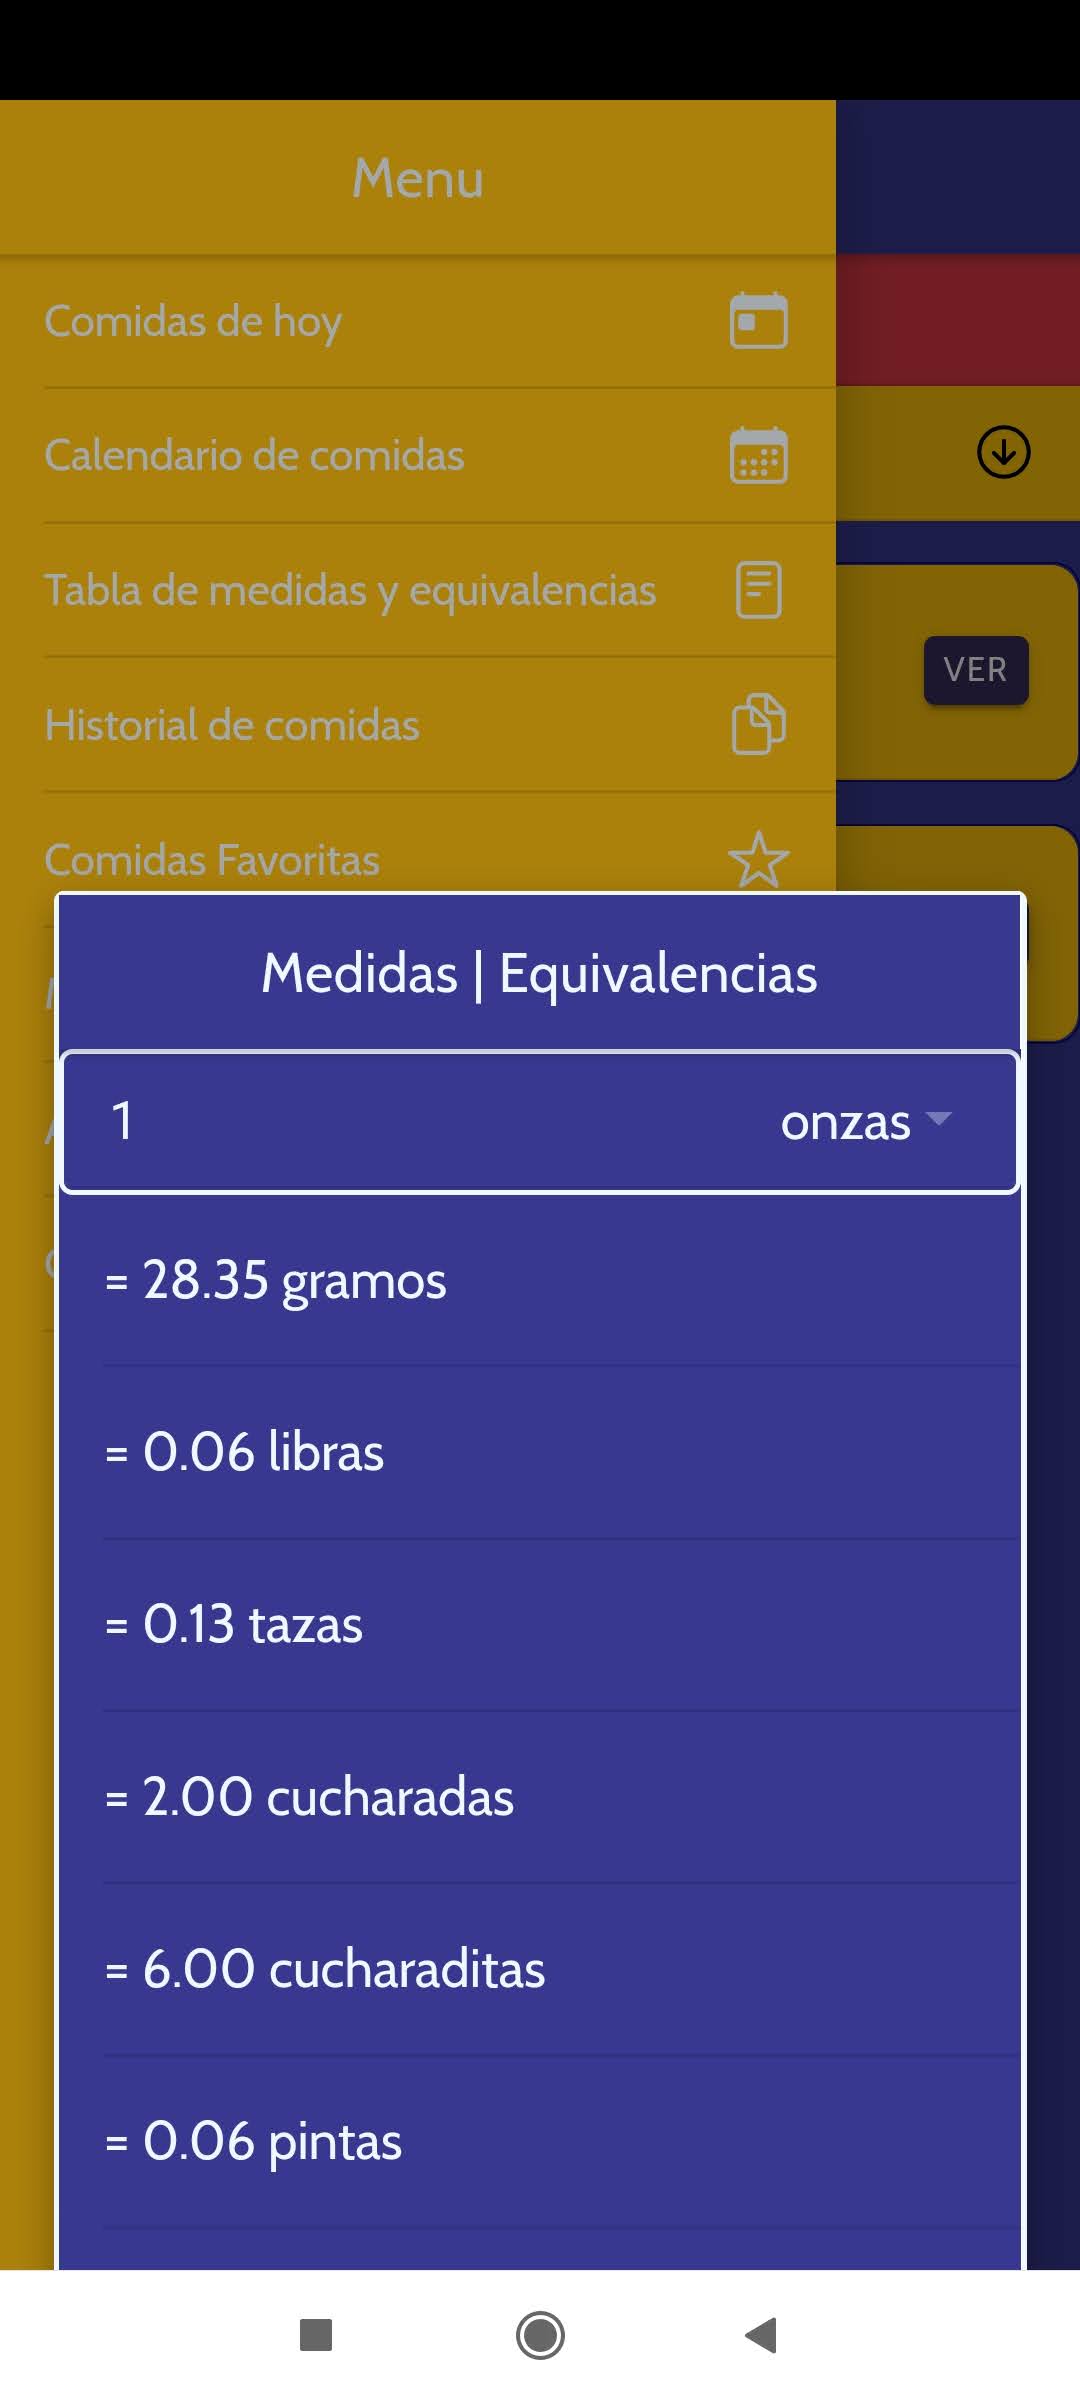 Menu
Comidas de hoy
Calendario de comidas
Tabla de medidas y equivalencias
Historial de comidas
VER
Comidas Favoritas
Medidas | Equivalencias
1 onzas
= 28.35 gramos
= 0.06 libras
= 0.13 tazas
= 2.00 cucharadas
= 6.00 cucharaditas
= 0.06 pintas